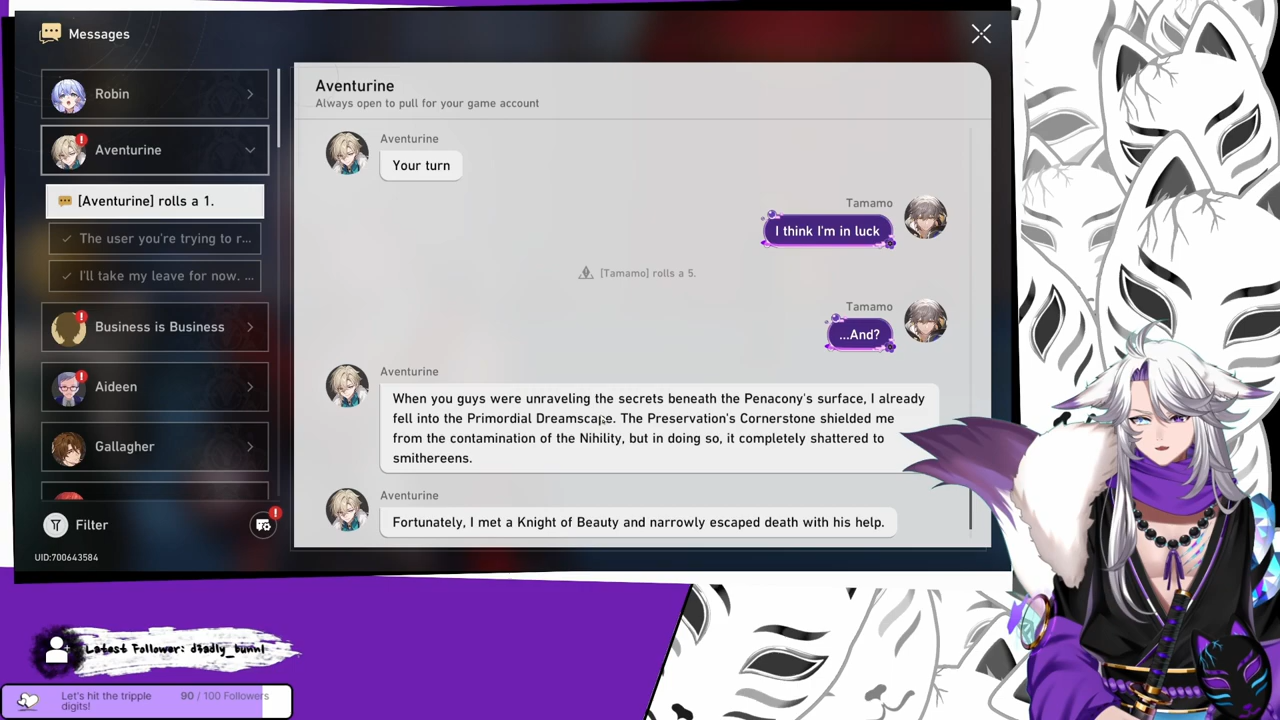 Messages
Robin
Aventurine
[Aventurine] rolls a 1.
The user you're trying to r...
I'll take my leave for now. ...
Business is Business
Aideen
Gallagher
Filter
UID:700643584
Aventurine
Always open to pull for your game account
Aventurine
Your turn
Tamamo
I think I'm in luck
[Tamamo] rolls a 5.
Tamamo
...And?
Aventurine
When you guys were unraveling the secrets beneath the Penacony's surface, I already
fell into the Primordial Dreamscape. The Preservation's Cornerstone shielded me
from the contamination of the Nihility, but in doing so, it completely shattered to
smithereens.
Aventurine
Fortunately, I met a Knight of Beauty and narrowly escaped death with his help.
Latest Follower: d3adly_bunn1
Let's hit the tripple
digits!
90 / 100 Followers